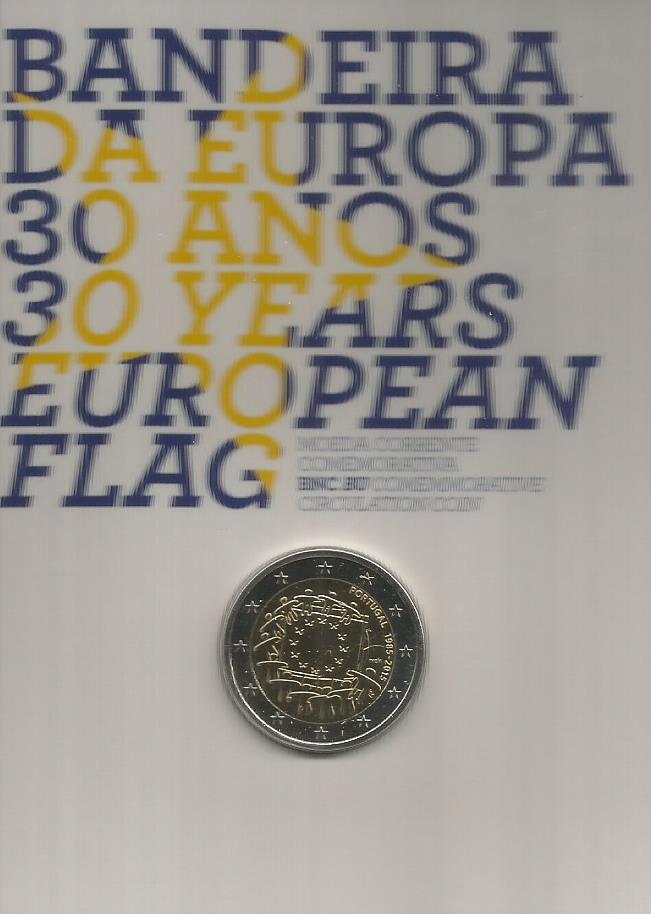 BANDEIRA
DA EUROPA
30 ANOS
30 YEARS
EUROPEAN
FLAG
MOEDA CORRENTE
COMEMORATIVA
BNC.BU COMEMMORATIVE
CIRCULATION COIN
PORTUGAL 1985-2015